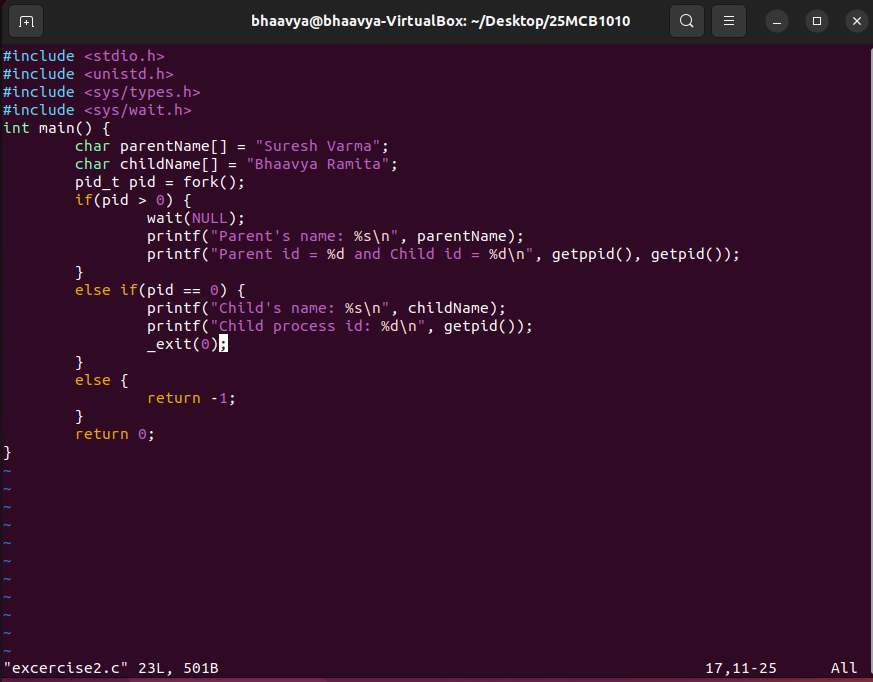 bhaavya@bhaavya-VirtualBox: ~/Desktop/25MCB1010
#include <stdio.h>
#include <unistd.h>
#include <sys/types.h>
#include <sys/wait.h>
int main() {
        char parentName[] = "Suresh Varma";
        char childName[] = "Bhaavya Ramita";
        pid_t pid = fork();
        if(pid > 0) {
                wait(NULL);
                printf("Parent's name: %s\n", parentName);
                printf("Parent id = %d and Child id = %d\n", getppid(), getpid());
        }
        else if(pid == 0) {
                printf("Child's name: %s\n", childName);
                printf("Child process id: %d\n", getpid());
                _exit(0);
        }
        else {
                return -1;
        }
        return 0;
}
~
~
~
~
~
~
~
~
~
~
~
"excercise2.c" 23L, 501B 17,11-25 All